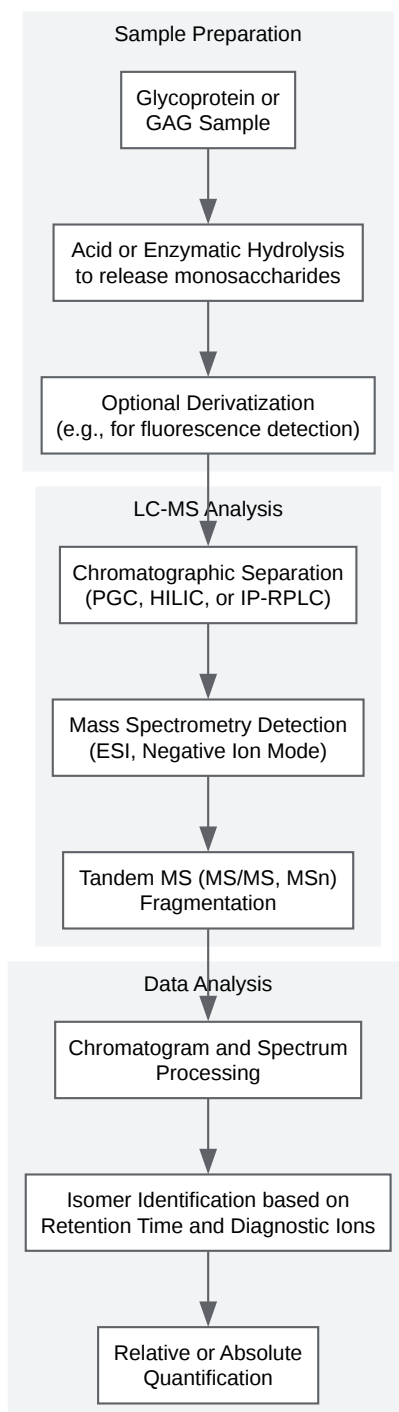 Sample Preparation
Glycoprotein or
GAG Sample
Acid or Enzymatic Hydrolysis
to release monosaccharides
Optional Derivatization
(e.g., for fluorescence detection)
LC-MS Analysis
Chromatographic Separation
(PGC, HILIC, or IP-RPLC)
Mass Spectrometry Detection
(ESI, Negative Ion Mode)
Tandem MS (MS/MS, MSn)
Fragmentation
Data Analysis
Chromatogram and Spectrum
Processing
Isomer Identification based on
Retention Time and Diagnostic Ions
Relative or Absolute
Quantification